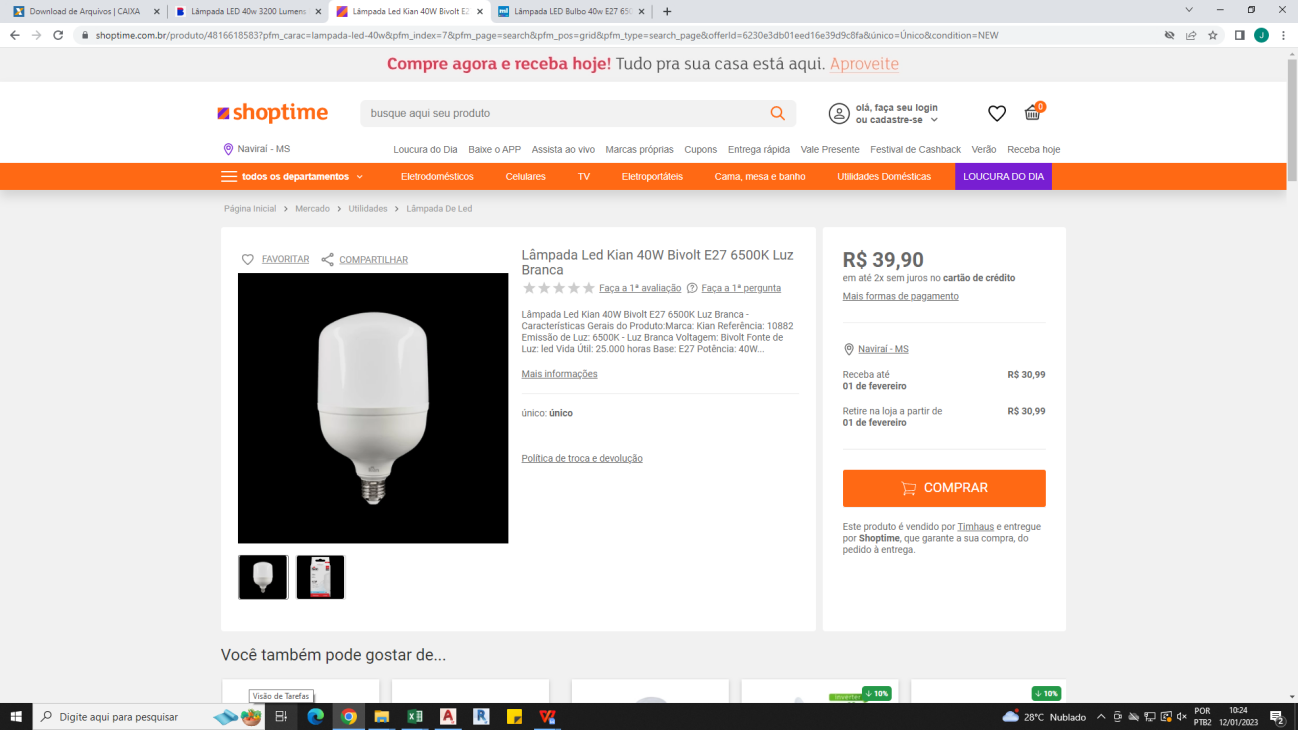 Download de Arquivos | CAIXA
Lâmpada LED 40w 3200 Lumens
Lâmpada Led Kian 40W Bivolt E2
Lâmpada LED Bulbo 40w E27 650
shoptime.com.br/produto/4816618583?pfm_carac=lampada-led-40w&pfm_index=7&pfm_page=search&pfm_pos=grid&pfm_type=search_page&offerId=6230e3db01eed16e39d9c8fa&único=Único&condition=NEW
J
Compre agora e receba hoje! Tudo pra sua casa está aqui. Aproveite
shoptime
busque aqui seu produto
olá, faça seu login
ou cadastre-se
0
Naviraí - MS
Loucura do Dia Baixe o APP Assista ao vivo Marcas próprias Cupons Entrega rápida Vale Presente Festival de Cashback Verão Receba hoje
todos os departamentos Eletrodomésticos Celulares TV Eletroportáteis Cama, mesa e banho Utilidades Domésticas LOUCURA DO DIA
Página Inicial > Mercado > Utilidades > Lâmpada De Led
FAVORITAR COMPARTILHAR
Lâmpada Led Kian 40W Bivolt E27 6500K Luz
Branca
Faça a 1ª avaliação Faça a 1ª pergunta
Lâmpada Led Kian 40W Bivolt E27 6500K Luz Branca -
Características Gerais do Produto:Marca: Kian Referência: 10882
Emissão de Luz: 6500K - Luz Branca Voltagem: Bivolt Fonte de
Luz: led Vida Útil: 25.000 horas Base: E27 Potência: 40W...
Mais informações
único: único
Política de troca e devolução
R$ 39,90
em até 2x sem juros no cartão de crédito
Mais formas de pagamento
Naviraí - MS
Receba até R$ 30,99
01 de fevereiro
Retire na loja a partir de R$ 30,99
01 de fevereiro
COMPRAR
Este produto é vendido por Timhaus e entregue
por Shoptime, que garante a sua compra, do
pedido à entrega.
Você também pode gostar de...
10%
10%
Visão de Tarefas
Digite aqui para pesquisar
28°C Nublado
POR
PTB2
10:24
12/01/2023
2